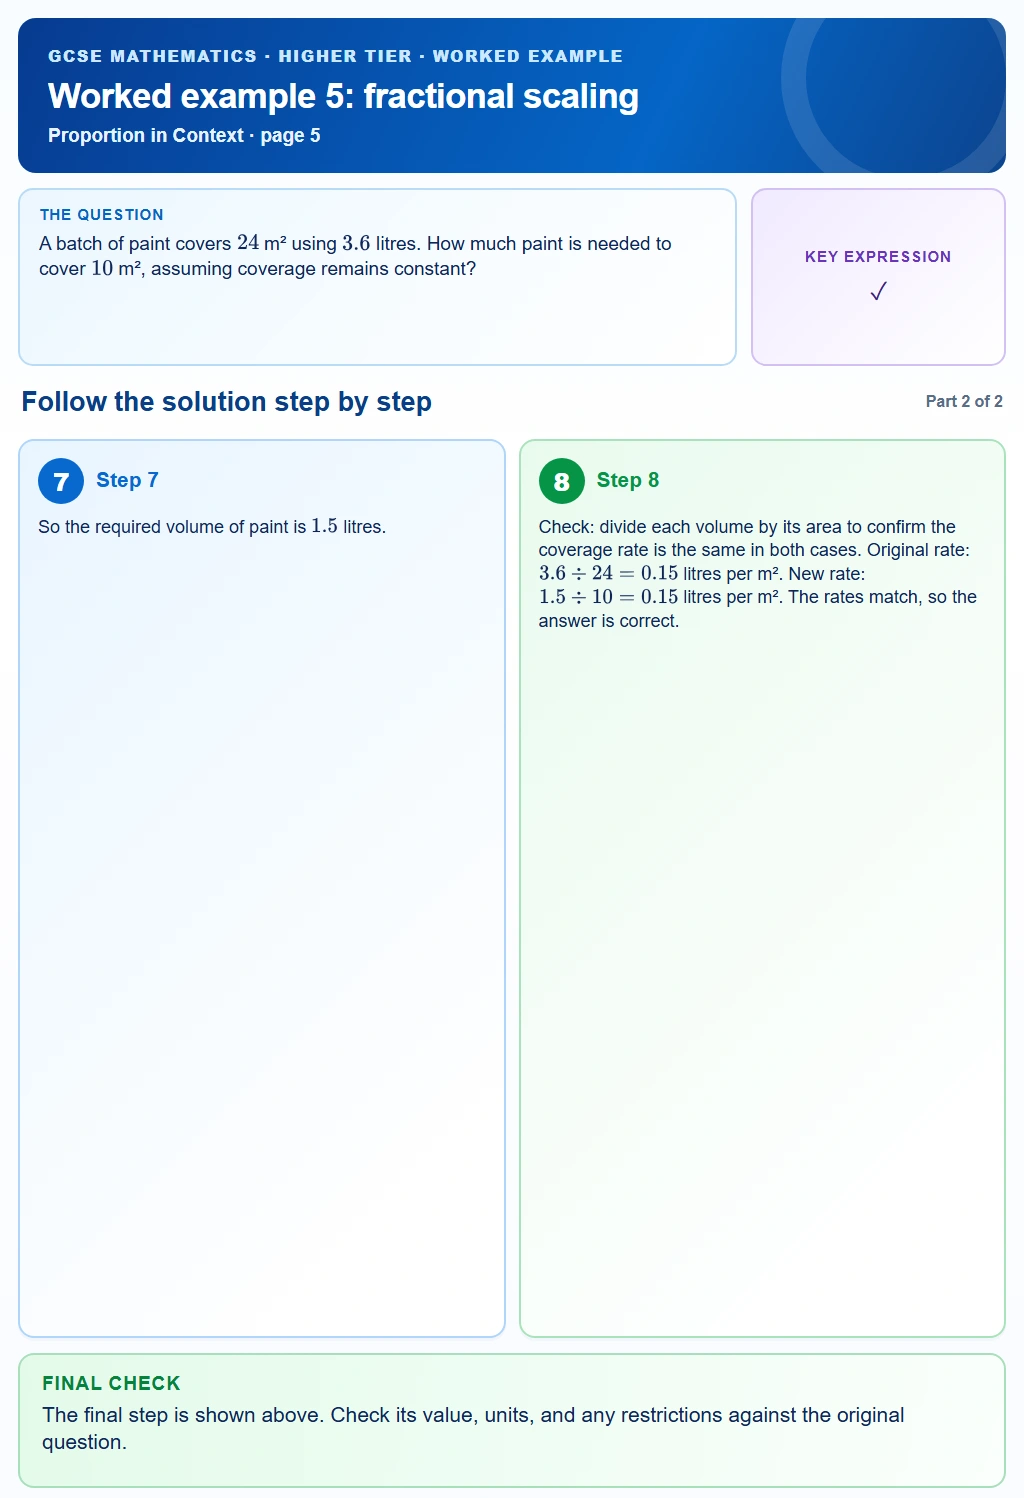 GCSE MATHEMATICS · HIGHER TIER · WORKED EXAMPLE
Worked example 5: fractional scaling
Proportion in Context · page 5
THE QUESTION
A batch of paint covers 24 m² using 3.6 litres. How much paint is needed to
cover 10 m², assuming coverage remains constant?
KEY EXPRESSION
✓
Follow the solution step by step
Part 2 of 2
7 Step 7
So the required volume of paint is 1.5 litres.
8 Step 8
Check: divide each volume by its area to confirm the
coverage rate is the same in both cases. Original rate:
3.6 ÷ 24 = 0.15 litres per m². New rate:
1.5 ÷ 10 = 0.15 litres per m². The rates match, so the
answer is correct.
FINAL CHECK
The final step is shown above. Check its value, units, and any restrictions against the original
question.